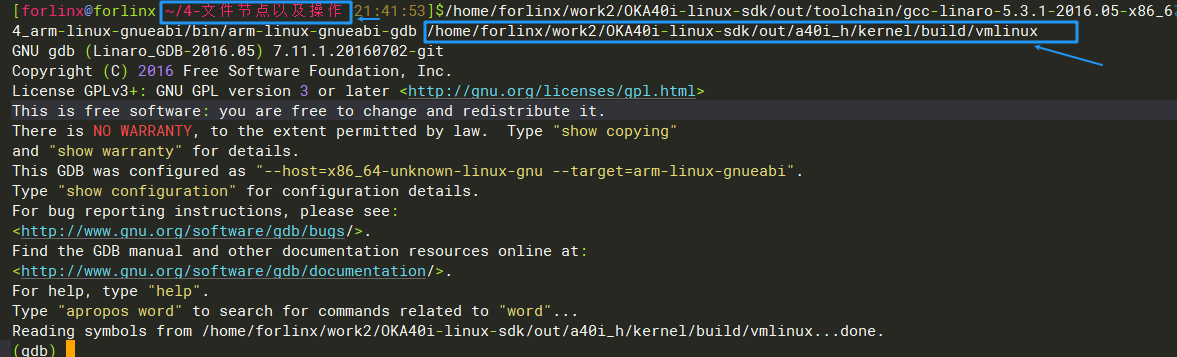 [forlinx@forlinx ~/4-文件节点以及操作 21:41:53]$/home/forlinx/work2/OKA40i-linux-sdk/out/toolchain/gcc-linaro-5.3.1-2016.05-x86_6
4_arm-linux-gnueabi/bin/arm-linux-gnueabi-gdb /home/forlinx/work2/OKA40i-linux-sdk/out/a40i_h/kernel/build/vmlinux
GNU gdb (Linaro_GDB-2016.05) 7.11.1.20160702-git
Copyright (C) 2016 Free Software Foundation, Inc.
License GPLv3+: GNU GPL version 3 or later <http://gnu.org/licenses/gpl.html>
This is free software: you are free to change and redistribute it.
There is NO WARRANTY, to the extent permitted by law.  Type "show copying"
and "show warranty" for details.
This GDB was configured as "--host=x86_64-unknown-linux-gnu --target=arm-linux-gnueabi".
Type "show configuration" for configuration details.
For bug reporting instructions, please see:
<http://www.gnu.org/software/gdb/bugs/>.
Find the GDB manual and other documentation resources online at:
<http://www.gnu.org/software/gdb/documentation/>.
For help, type "help".
Type "apropos word" to search for commands related to "word"...
Reading symbols from /home/forlinx/work2/OKA40i-linux-sdk/out/a40i_h/kernel/build/vmlinux...done.
(gdb)